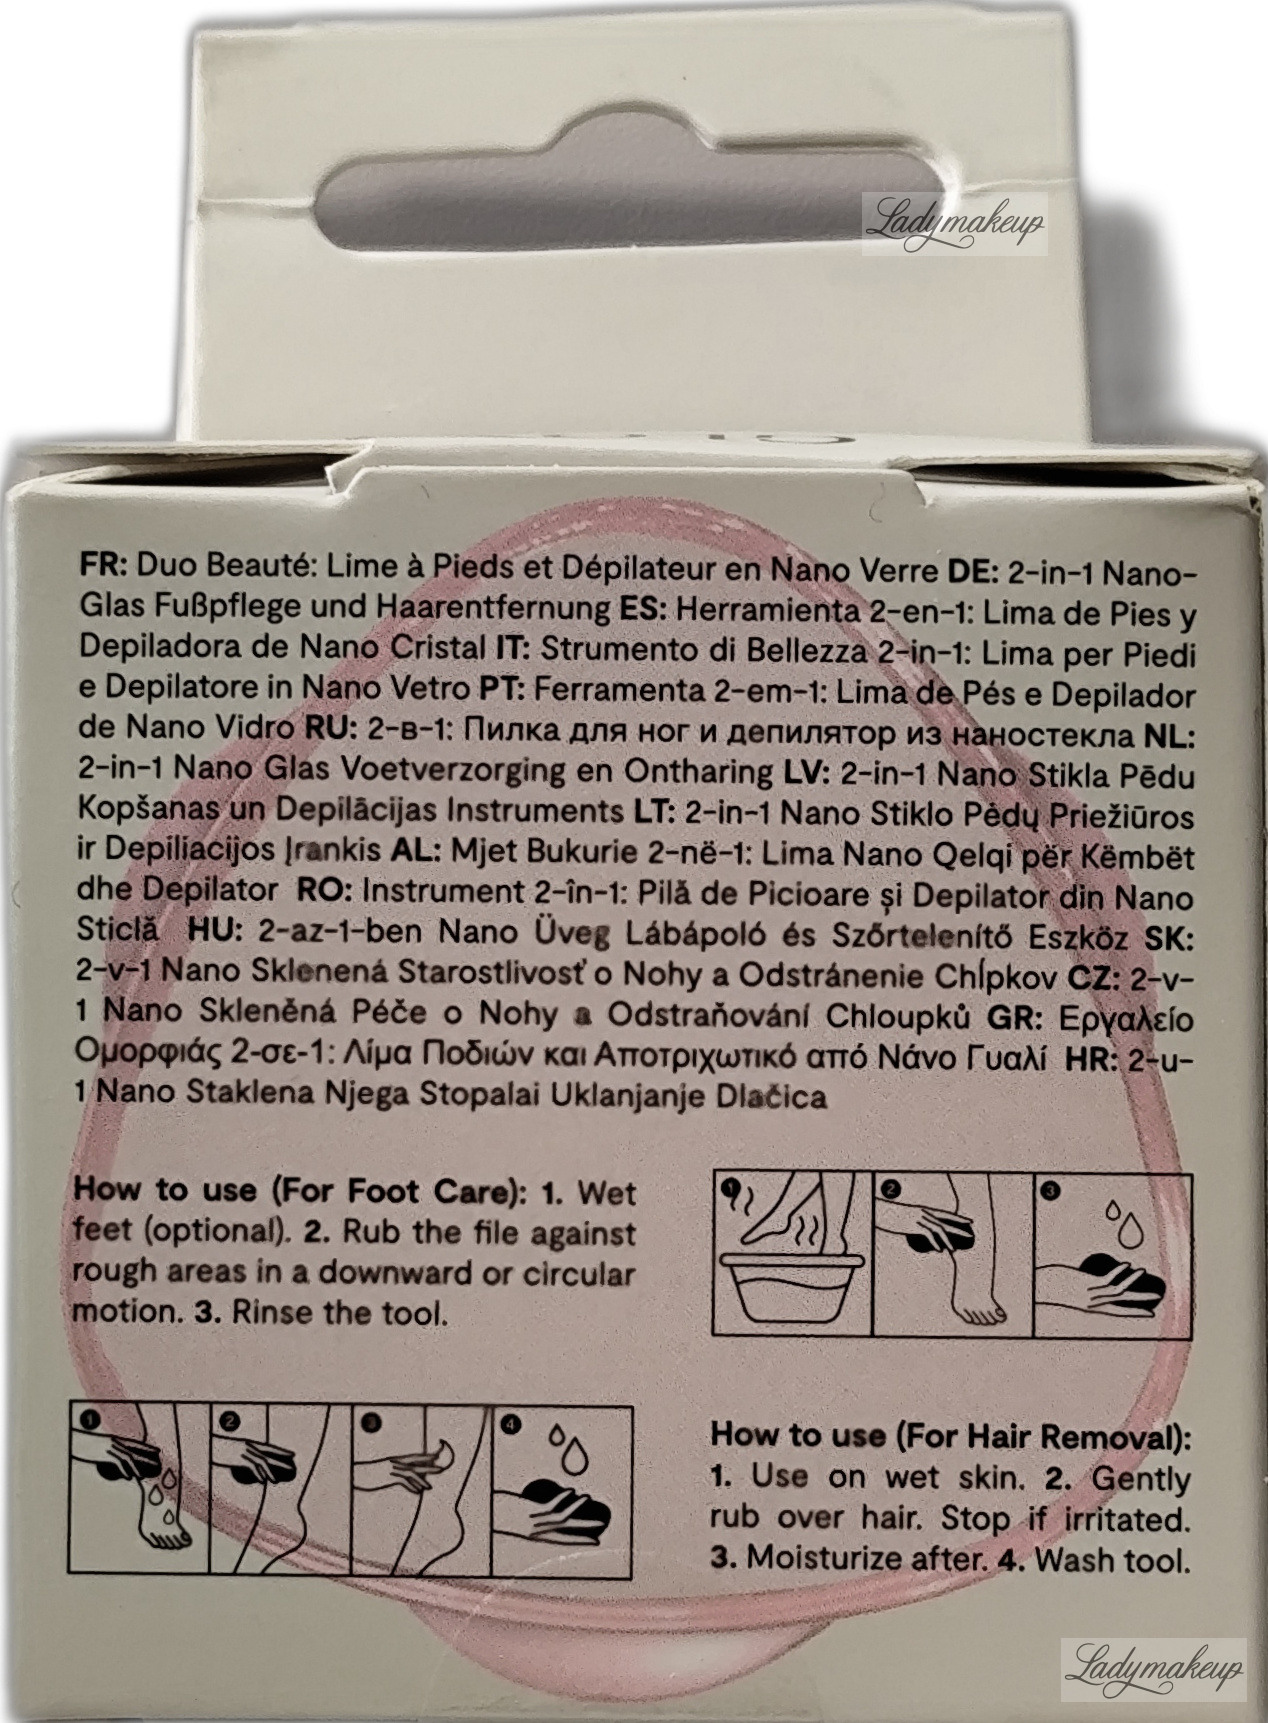 Ladymakeup
FR: Duo Beauté: Lime à Pieds et Dépilateur en Nano Verre DE: 2-in-1 Nano-
Glas Fußpflege und Haarentfernung ES: Herramienta 2-en-1: Lima de Pies y
Depiladora de Nano Cristal IT: Strumento di Bellezza 2-in-1: Lima per Piedi
e Depilatore in Nano Vetro PT: Ferramenta 2-em-1: Lima de Pés e Depilador
de Nano Vidro RU: 2-в-1: Пилка для ног и депилятор из наностекла NL:
2-in-1 Nano Glas Voetverzorging en Ontharing LV: 2-in-1 Nano Stikla Pēdu
Kopšanas un Depilācijas Instruments LT: 2-in-1 Nano Stiklo Pėdų Priežiūros
ir Depiliacijos Įrankis AL: Mjet Bukurie 2-në-1: Lima Nano Qelqi për Këmbët
dhe Depilator RO: Instrument 2-în-1: Pilă de Picioare și Depilator din Nano
Sticlă HU: 2-az-1-ben Nano Üveg Lábápoló és Szőrtelenítő Eszköz SK:
2-v-1 Nano Sklenená Starostlivosť o Nohy a Odstránenie Chĺpkov CZ: 2-v-
1 Nano Skleněná Péče o Nohy a Odstraňování Chloupků GR: Εργαλείο
Ομορφιάς 2-σε-1: Λίμα Ποδιών και Αποτριχωτικό από Νάνο Γυαλί HR: 2-u-
1 Nano Staklena Njega Stopalai Uklanjanje Dlačica
How to use (For Foot Care): 1. Wet
feet (optional). 2. Rub the file against
rough areas in a downward or circular
motion. 3. Rinse the tool.
1 2 3
1 2 3 4
How to use (For Hair Removal):
1. Use on wet skin. 2. Gently
rub over hair. Stop if irritated.
3. Moisturize after. 4. Wash tool.
Ladymakeup